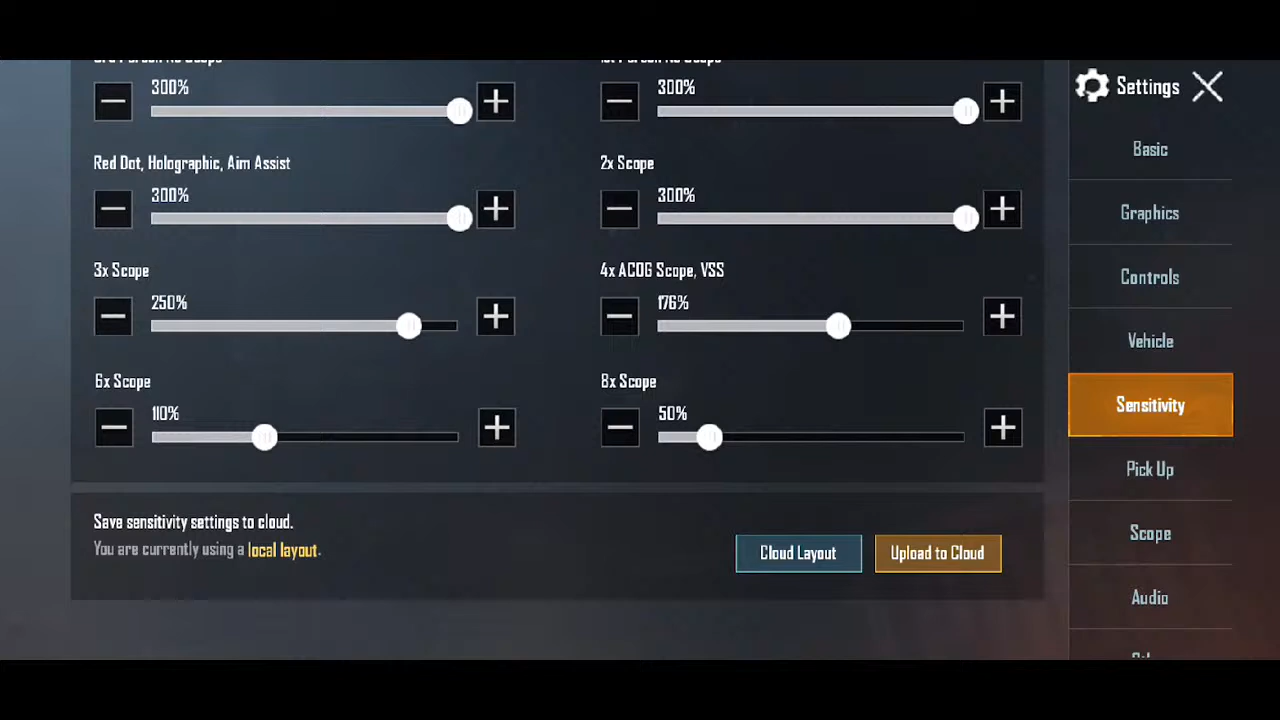 300%
300%
Settings
Basic
Red Dot, Holographic, Aim Assist
2x Scope
300%
300%
Graphics
3x Scope
4x ACOG Scope, VSS
Controls
250%
176%
Vehicle
6x Scope
8x Scope
Sensitivity
110%
50%
Pick Up
Save sensitivity settings to cloud.
You are currently using a local layout.
Cloud Layout
Upload to Cloud
Scope
Audio